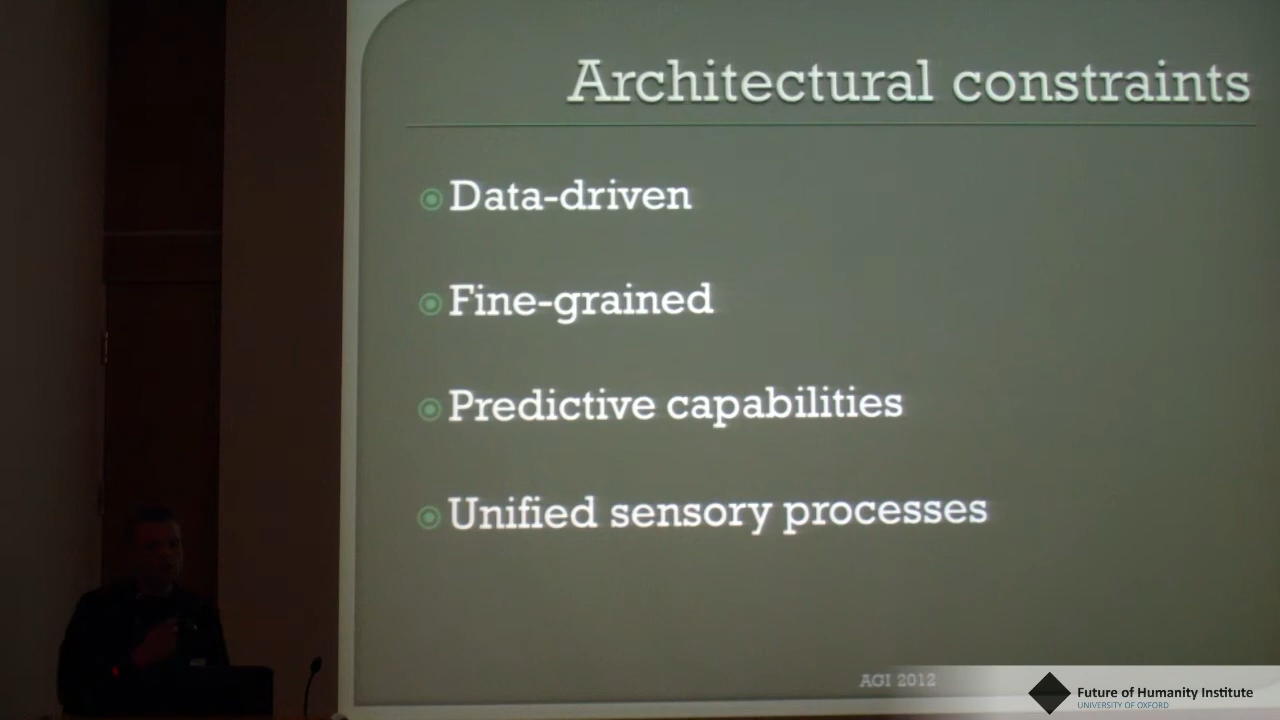 Architectural constraints
Data-driven
Fine-grained
Predictive capabilities
Unified sensory processes
AGI 2012
Future of Humanity Institute
UNIVERSITY OF OXFORD